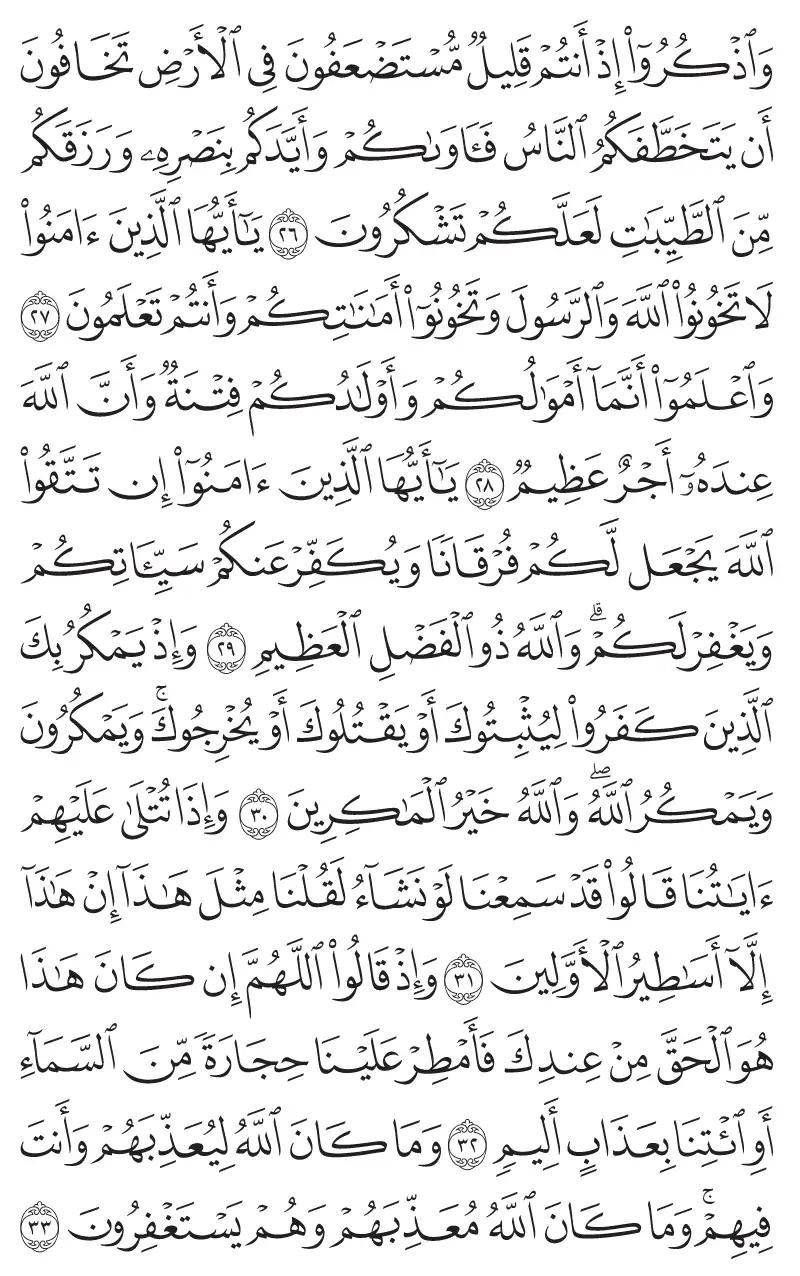 وَٱذۡكُرُوٓاْ إِذۡ أَنتُمۡ قَلِيلٞ مُّسۡتَضۡعَفُونَ فِي ٱلۡأَرۡضِ تَخَافُونَ
أَن يَتَخَطَّفَكُمُ ٱلنَّاسُ فَـَٔاوَىٰكُمۡ وَأَيَّدَكُم بِنَصۡرِهِۦ وَرَزَقَكُم
مِّنَ ٱلطَّيِّبَٰتِ لَعَلَّكُمۡ تَشۡكُرُونَ ٢٦ يَٰٓأَيُّهَا ٱلَّذِينَ ءَامَنُواْ
لَا تَخُونُواْ ٱللَّهَ وَٱلرَّسُولَ وَتَخُونُوٓاْ أَمَٰنَٰتِكُمۡ وَأَنتُمۡ تَعۡلَمُونَ ٢٧
وَٱعۡلَمُوٓاْ أَنَّمَآ أَمۡوَٰلُكُمۡ وَأَوۡلَٰدُكُمۡ فِتۡنَةٞ وَأَنَّ ٱللَّهَ
عِندَهُۥٓ أَجۡرٌ عَظِيمٞ ٢٨ يَٰٓأَيُّهَا ٱلَّذِينَ ءَامَنُوٓاْ إِن تَتَّقُواْ
ٱللَّهَ يَجۡعَل لَّكُمۡ فُرۡقَانٗا وَيُكَفِّرۡ عَنكُمۡ سَيِّـَٔاتِكُمۡ
وَيَغۡفِرۡ لَكُمۡۗ وَٱللَّهُ ذُو ٱلۡفَضۡلِ ٱلۡعَظِيمِ ٢٩ وَإِذۡ يَمۡكُرُ بِكَ
ٱلَّذِينَ كَفَرُواْ لِيُثۡبِتُوكَ أَوۡ يَقۡتُلُوكَ أَوۡ يُخۡرِجُوكَۚ وَيَمۡكُرُونَ
وَيَمۡكُرُ ٱللَّهُۖ وَٱللَّهُ خَيۡرُ ٱلۡمَٰكِرِينَ ٣٠ وَإِذَا تُتۡلَىٰ عَلَيۡهِمۡ
ءَايَٰتُنَا قَالُواْ قَدۡ سَمِعۡنَا لَوۡ نَشَآءُ لَقُلۡنَا مِثۡلَ هَٰذَآ إِنۡ هَٰذَآ
إِلَّآ أَسَٰطِيرُ ٱلۡأَوَّلِينَ ٣١ وَإِذۡ قَالُواْ ٱللَّهُمَّ إِن كَانَ هَٰذَا
هُوَ ٱلۡحَقَّ مِنۡ عِندِكَ فَأَمۡطِرۡ عَلَيۡنَا حِجَارَةٗ مِّنَ ٱلسَّمَآءِ
أَوِ ٱئۡتِنَا بِعَذَابٍ أَلِيمٖ ٣٢ وَمَا كَانَ ٱللَّهُ لِيُعَذِّبَهُمۡ وَأَنتَ
فِيهِمۡۚ وَمَا كَانَ ٱللَّهُ مُعَذِّبَهُمۡ وَهُمۡ يَسۡتَغۡفِرُونَ ٣٣